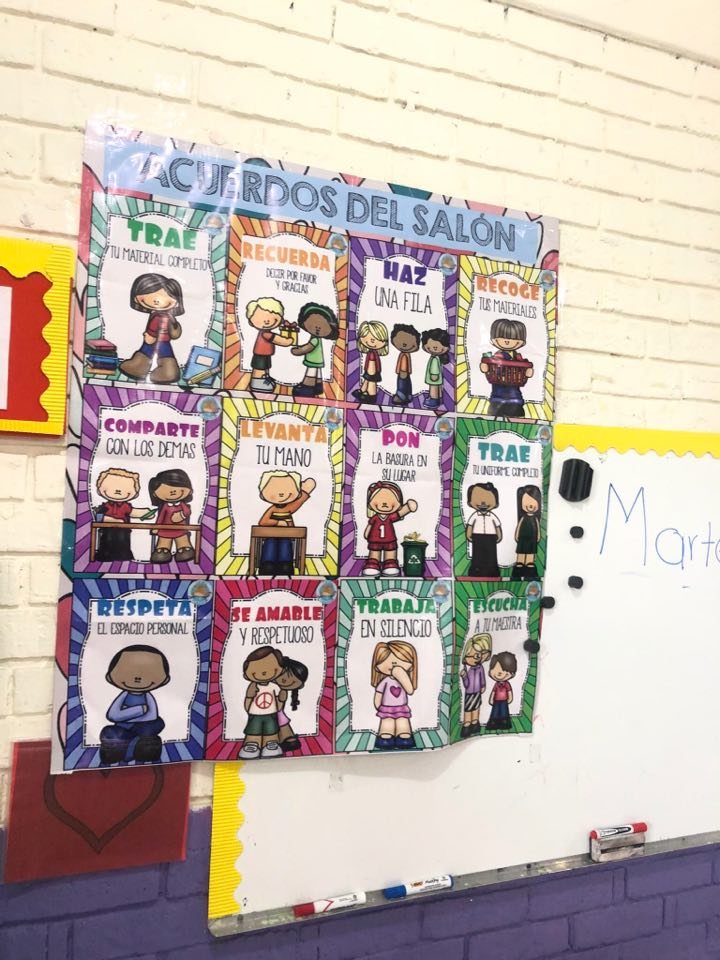 ACUERDOS DEL SALÓN
TRAE
TU MATERIAL COMPLETO
RECUERDA
DECIR POR FAVOR
Y GRACIAS
HAZ
UNA FILA
RECOGE
TUS MATERIALES
COMPARTE
CON LOS DEMAS
LEVANTA
TU MANO
PON
LA BASURA EN
SU LUGAR
TRAE
TU UNIFORME COMPLETO
RESPETA
EL ESPACIO PERSONAL
SE AMABLE
Y RESPETUOSO
TRABAJA
EN SILENCIO
ESCUCHA
A TU MAESTRA
1
Marte